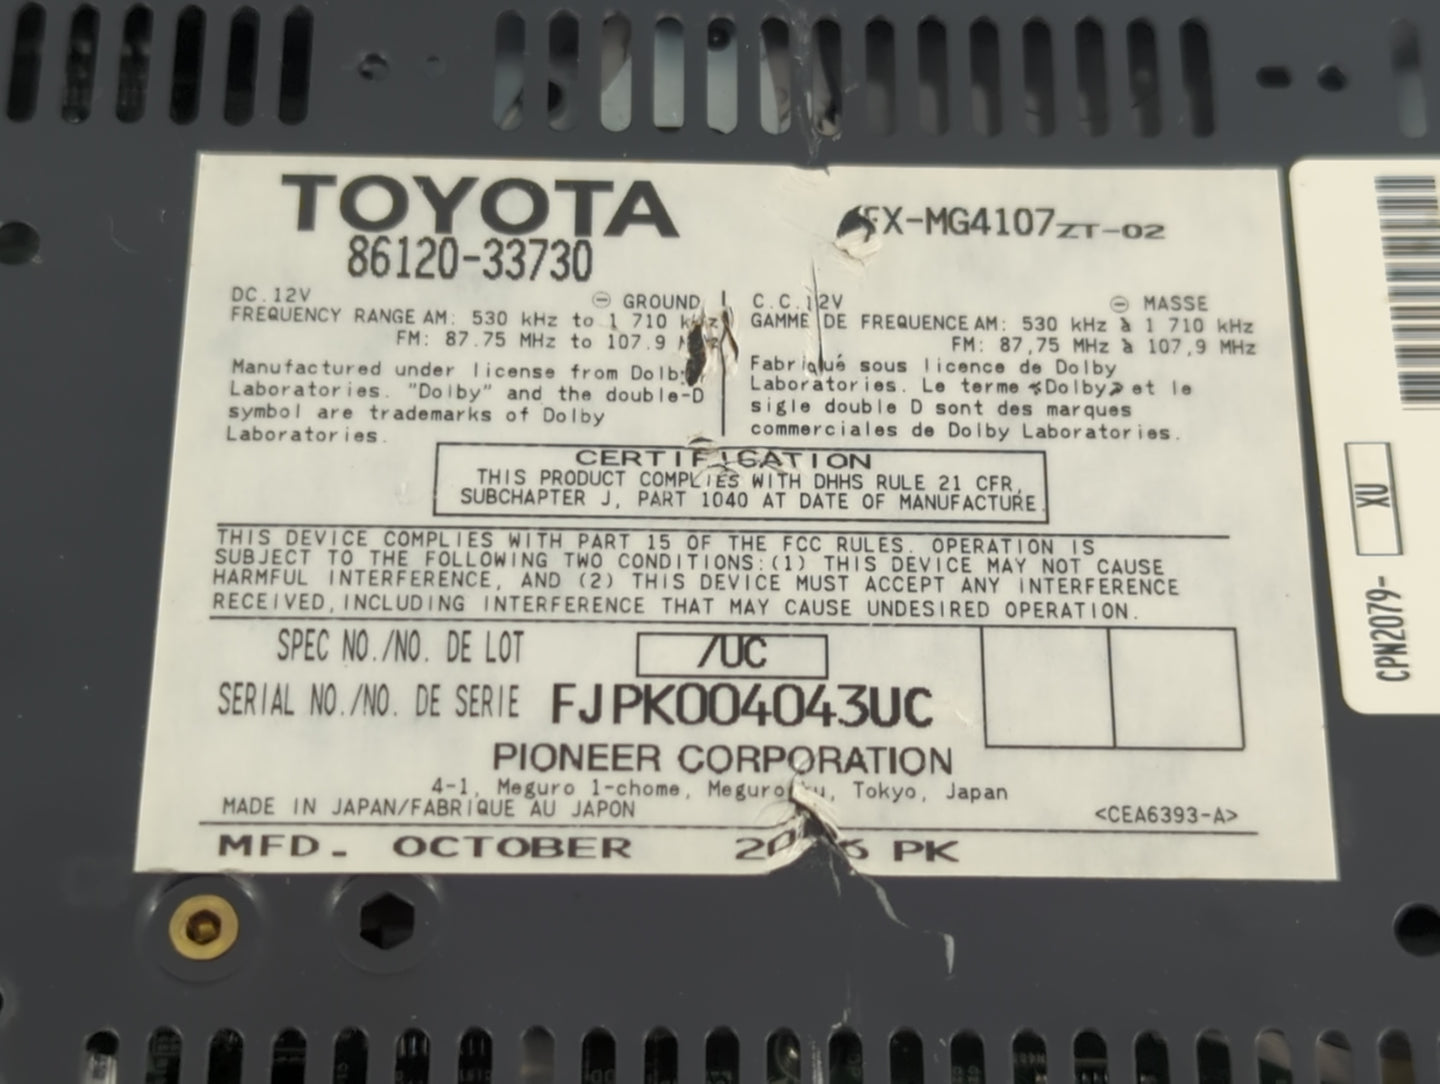 TOYOTA
86120-33730
FX-MG4107ZT-02
DC.12V ⊖ GROUND
FREQUENCY RANGE AM: 530 kHz to 1 710 kHz
FM: 87.75 MHz to 107.9
Manufactured under license from Dolby
Laboratories. "Dolby" and the double-D
symbol are trademarks of Dolby
Laboratories.
C.C.12V ⊖ MASSE
GAMME DE FREQUENCE AM: 530 kHz à 1 710 kHz
FM: 87,75 MHz à 107,9 MHz
Fabriqué sous licence de Dolby
Laboratories. Le terme «Dolby» et le
sigle double D sont des marques
commerciales de Dolby Laboratories.
CERTIFICATION
THIS PRODUCT COMPLIES WITH DHHS RULE 21 CFR,
SUBCHAPTER J, PART 1040 AT DATE OF MANUFACTURE.
THIS DEVICE COMPLIES WITH PART 15 OF THE FCC RULES. OPERATION IS
SUBJECT TO THE FOLLOWING TWO CONDITIONS:(1) THIS DEVICE MAY NOT CAUSE
HARMFUL INTERFERENCE, AND (2) THIS DEVICE MUST ACCEPT ANY INTERFERENCE
RECEIVED, INCLUDING INTERFERENCE THAT MAY CAUSE UNDESIRED OPERATION.
SPEC NO./NO. DE LOT /UC
SERIAL NO./NO. DE SERIE FJPK004043UC
PIONEER CORPORATION
4-1, Meguro 1-chome, Meguro-ku, Tokyo, Japan
MADE IN JAPAN/FABRIQUE AU JAPON <CEA6393-A>
MFD. OCTOBER PK
CPN2079- XU